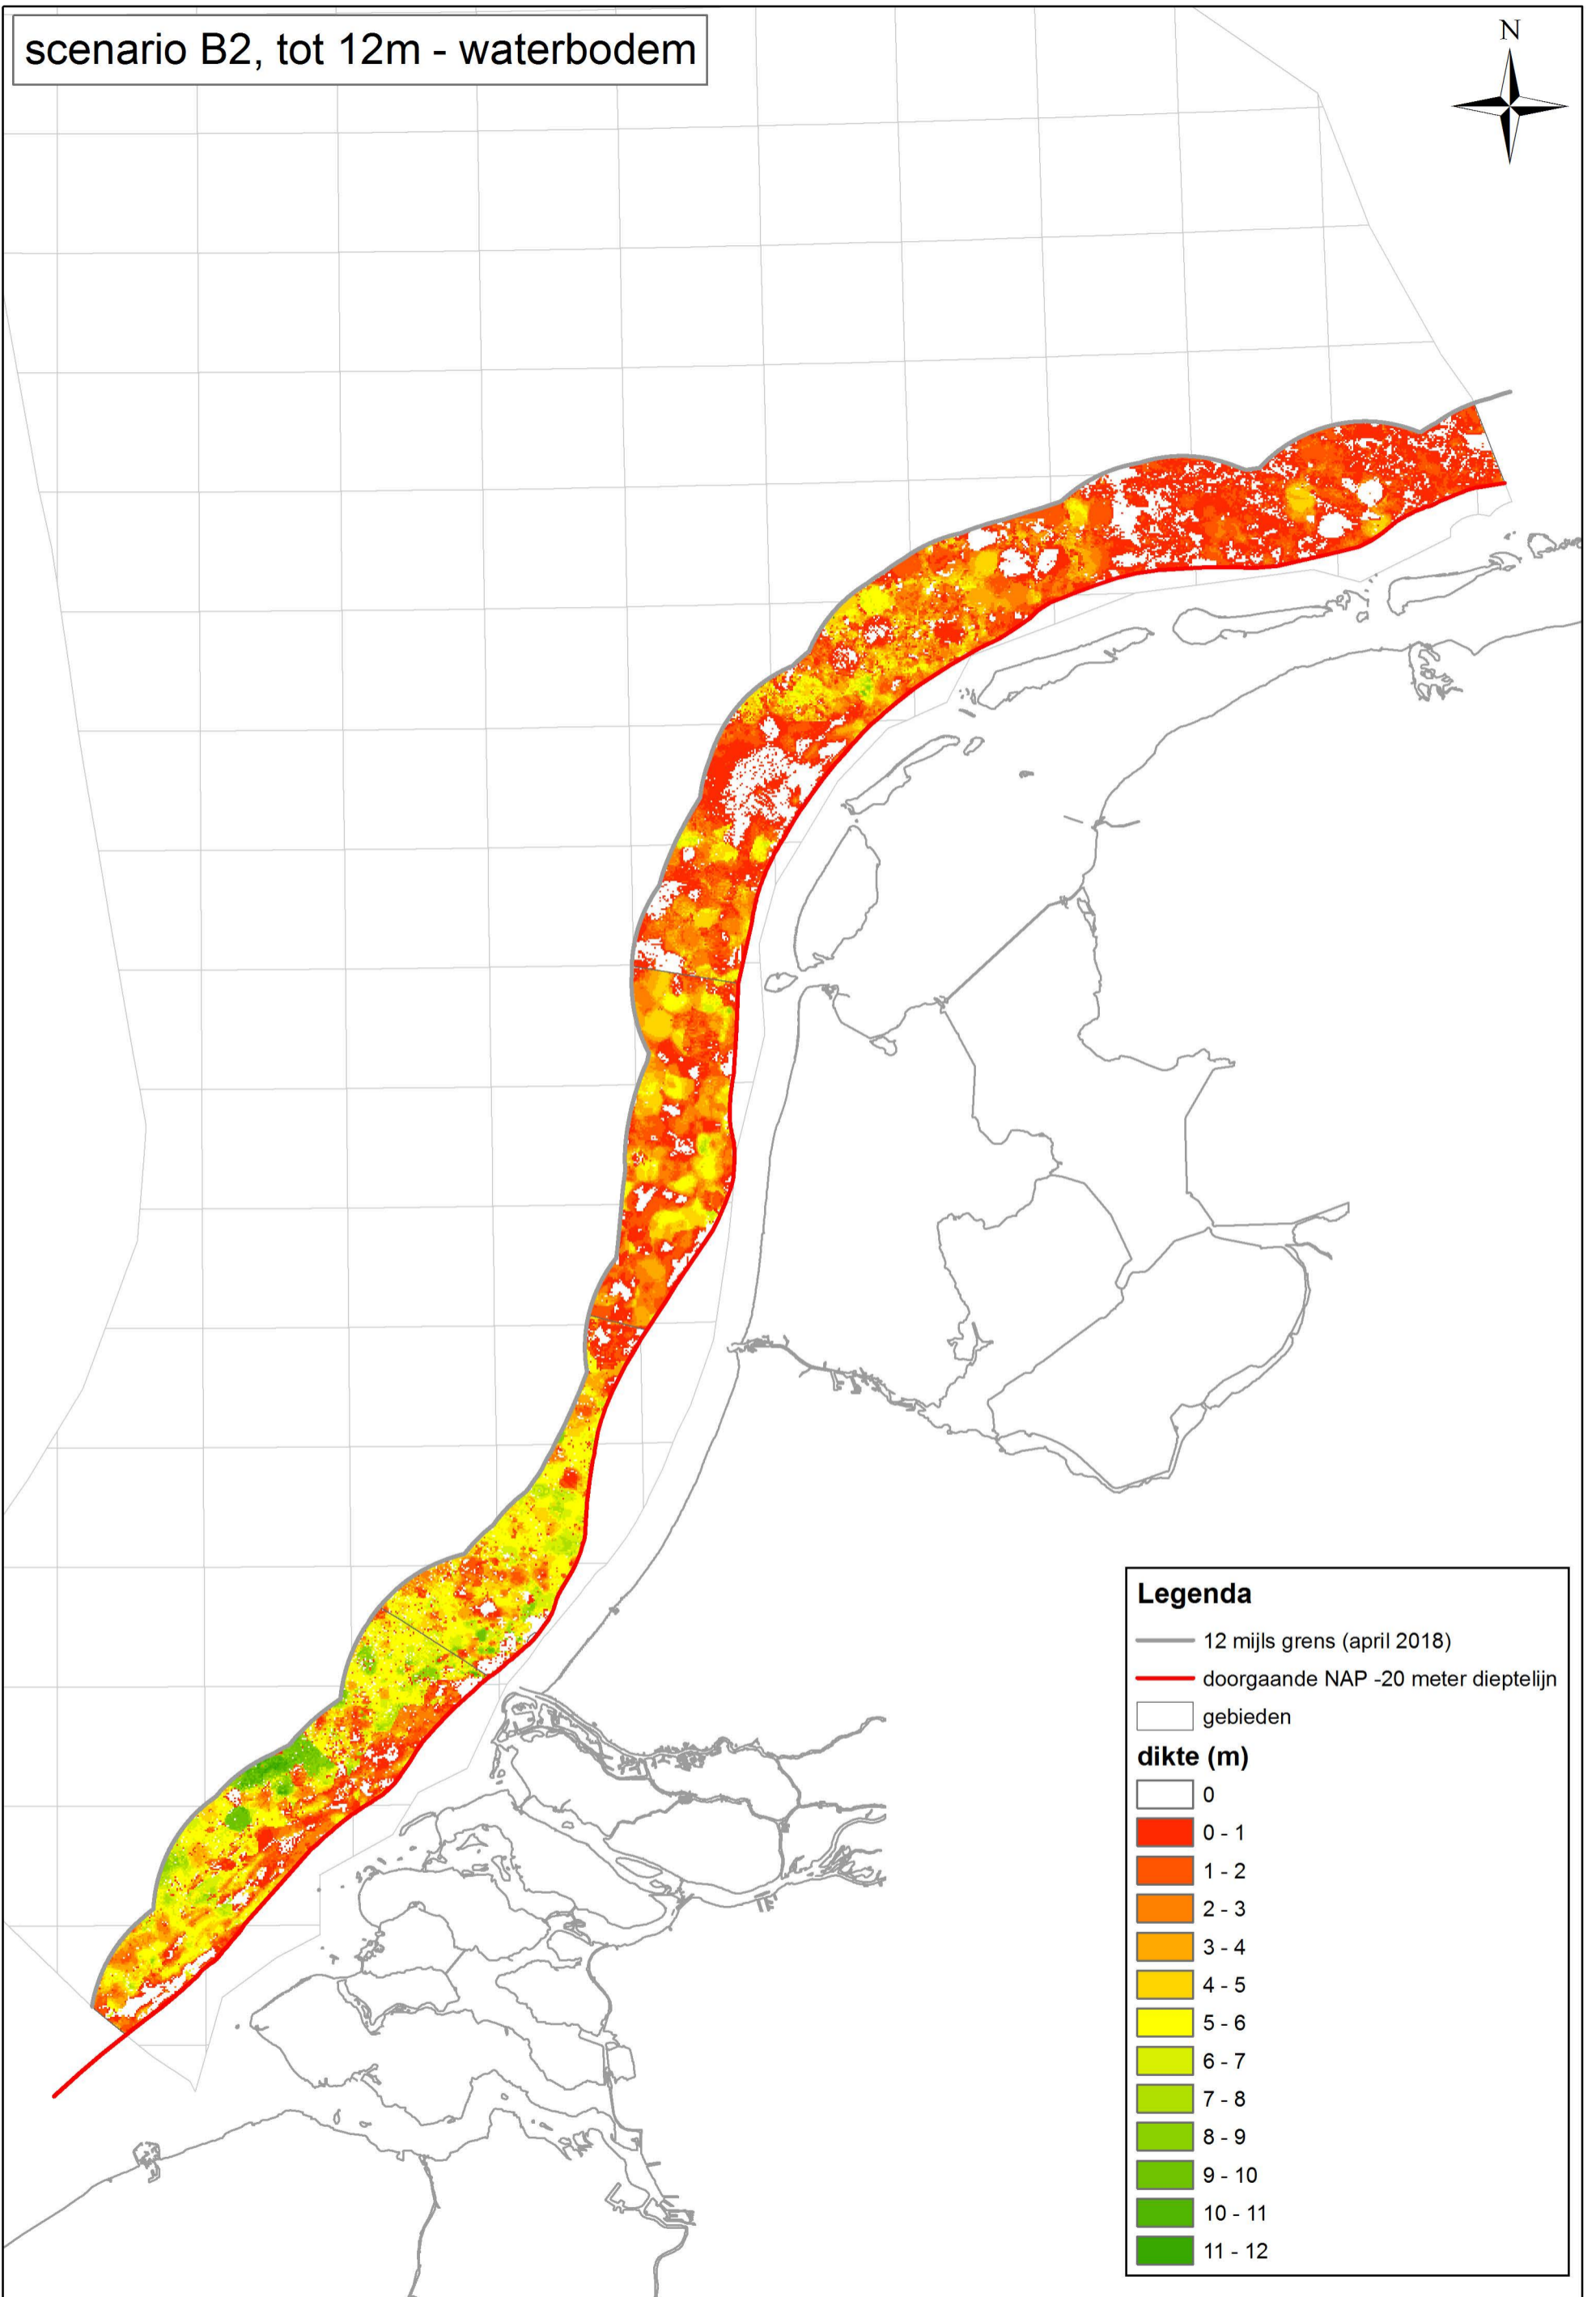 scenario B2, tot 12m - waterbodem
N
Legenda
12 mijls grens (april 2018)
doorgaande NAP -20 meter dieptelijn
gebieden
dikte (m)
0
0 - 1
1 - 2
2 - 3
3 - 4
4 - 5
5 - 6
6 - 7
7 - 8
8 - 9
9 - 10
10 - 11
11 - 12